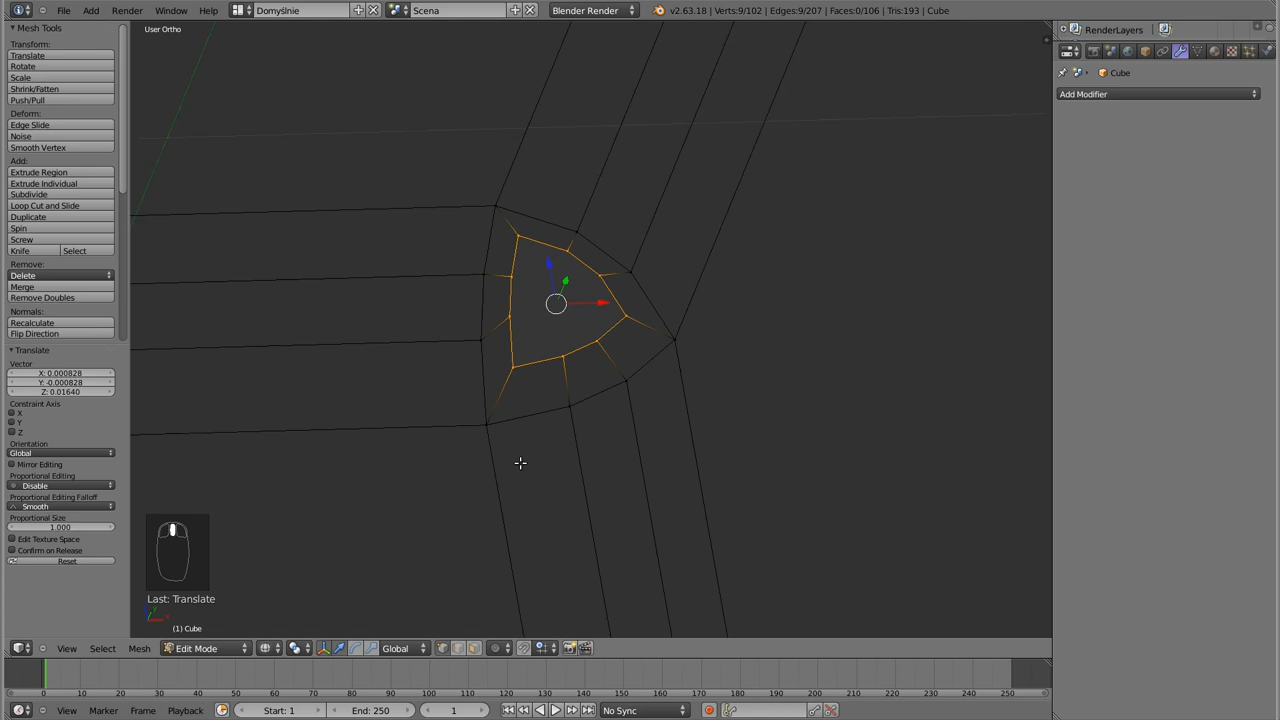 File Add Render Window Help Domyślnie Scena Blender Render v2.63.18 | Verts:9/102 | Edges:9/207 | Faces:0/106 | Tris:193 | Cube
Mesh Tools
Transform:
Translate
Rotate
Scale
Shrink/Fatten
Push/Pull
Deform:
Edge Slide
Noise
Smooth Vertex
Add:
Extrude Region
Extrude Individual
Subdivide
Loop Cut and Slide
Duplicate
Spin
Screw
Knife Select
Remove:
Delete
Merge
Remove Doubles
Normals:
Recalculate
Flip Direction
Translate
Vector
X: 0.000828
Y: -0.000828
Z: 0.01640
Constraint Axis
X
Y
Z
Orientation
Global
Mirror Editing
Proportional Editing
Disable
Proportional Editing Falloff
Smooth
Proportional Size
1.000
Edit Texture Space
Confirm on Release
Reset
User Ortho
Last: Translate
(1) Cube
RenderLayers
Cube
Add Modifier
View Select Mesh Edit Mode Global
0 10 20 30 40 50 60 70 80 90 100 110 120 130 140 150 160 170 180 190 200 210 220 230 240 250
View Marker Frame Playback Start: 1 End: 250 1 No Sync